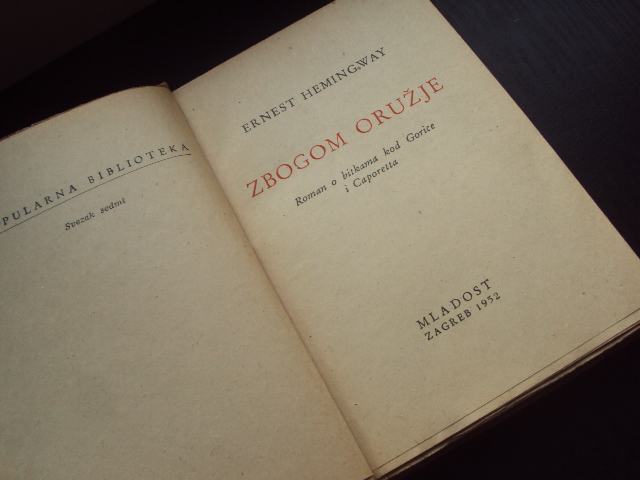 PULARNA BIBLIOTEKA
Svezak sedmi
ERNEST HEMINGWAY
ZBOGOM ORUŽJE
Roman o bitkama kod Gorice
i Caporetta
MLADOST
ZAGREB 1952